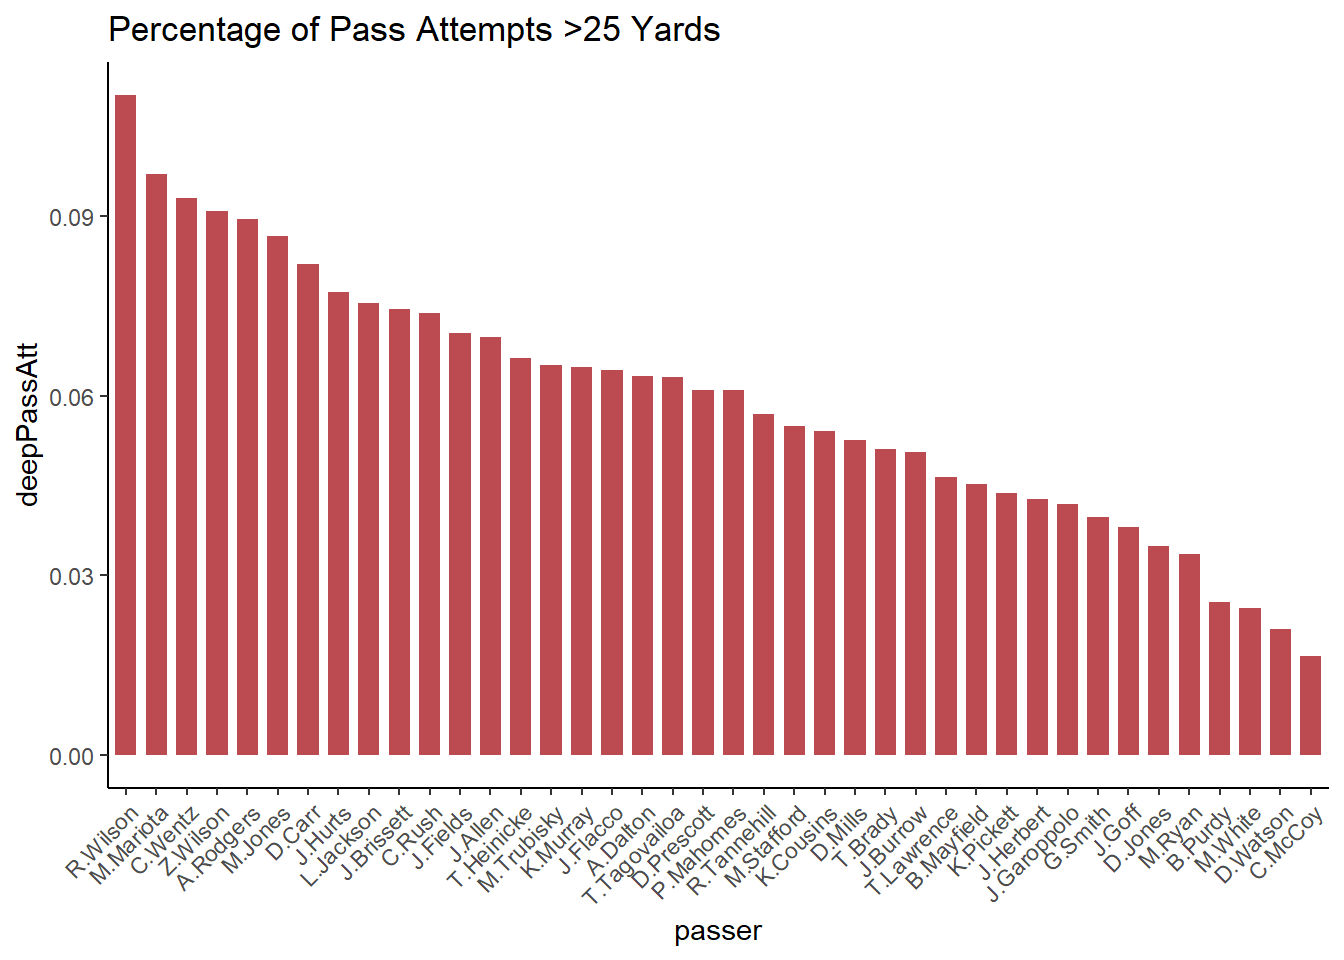 Percentage of Pass Attempts >25 Yards
deepPassAtt
0.09
0.06
0.03
0.00
R.Wilson
M.Mariota
C.Wentz
Z.Wilson
A.Rodgers
M.Jones
D.Carr
J.Hurts
L.Jackson
J.Brissett
C.Rush
J.Fields
J.Allen
T.Heinicke
M.Trubisky
K.Murray
J.Flacco
A.Dalton
T.Tagovailoa
D.Prescott
P.Mahomes
R.Tannehill
M.Stafford
K.Cousins
D.Mills
T.Brady
J.Burrow
T.Lawrence
B.Mayfield
K.Pickett
J.Herbert
J.Garoppolo
G.Smith
J.Goff
D.Jones
M.Ryan
B.Purdy
M.White
D.Watson
C.McCoy
passer